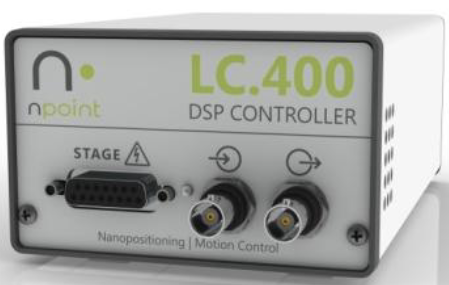 n
npoint
LC.400
DSP CONTROLLER
STAGE
Nanopositioning | Motion Control